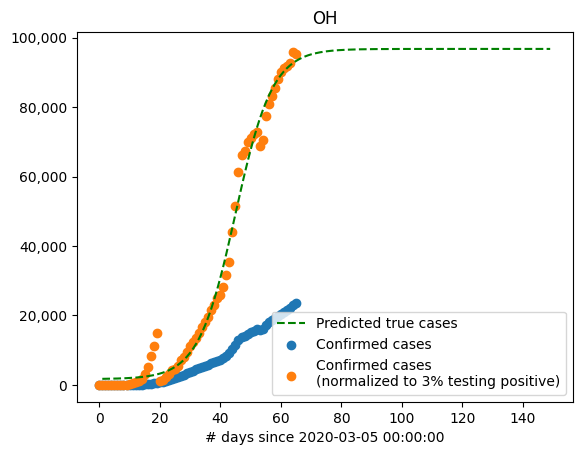 OH
100,000
80,000
60,000
40,000
20,000
0
Predicted true cases
Confirmed cases
Confirmed cases
(normalized to 3% testing positive)
0 20 40 60 80 100 120 140
# days since 2020-03-05 00:00:00